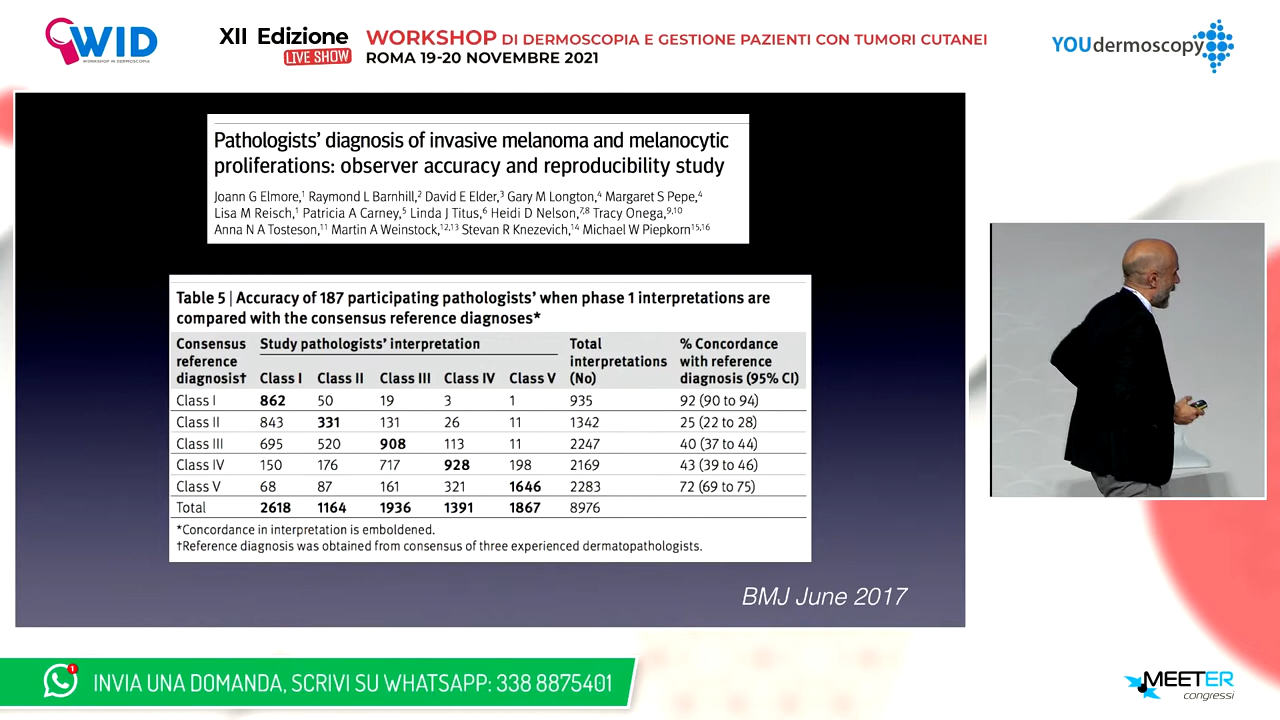 WID
WORKSHOP IN DERMOSCOPIA
XII Edizione
LIVE SHOW
WORKSHOP DI DERMOSCOPIA E GESTIONE PAZIENTI CON TUMORI CUTANEI
ROMA 19-20 NOVEMBRE 2021
YOUdermoscopy
Pathologists’ diagnosis of invasive melanoma and melanocytic
proliferations: observer accuracy and reproducibility study
Joann G Elmore,1 Raymond L Barnhill,2 David E Elder,3 Gary M Longton,4 Margaret S Pepe,4
Lisa M Reisch,1 Patricia A Carney,5 Linda J Titus,6 Heidi D Nelson,7,8 Tracy Onega,9,10
Anna N A Tosteson,11 Martin A Weinstock,12,13 Stevan R Knezevich,14 Michael W Piepkorn15,16
Table 5 | Accuracy of 187 participating pathologists’ when phase 1 interpretations are
compared with the consensus reference diagnoses*
Consensus reference diagnosis† Study pathologists’ interpretation Total interpretations (No) % Concordance with reference diagnosis (95% CI)
Class I Class II Class III Class IV Class V
Class I 862 50 19 3 1 935 92 (90 to 94)
Class II 843 331 131 26 11 1342 25 (22 to 28)
Class III 695 520 908 113 11 2247 40 (37 to 44)
Class IV 150 176 717 928 198 2169 43 (39 to 46)
Class V 68 87 161 321 1646 2283 72 (69 to 75)
Total 2618 1164 1936 1391 1867 8976
*Concordance in interpretation is emboldened.
†Reference diagnosis was obtained from consensus of three experienced dermatopathologists.
BMJ June 2017
1
INVIA UNA DOMANDA, SCRIVI SU WHATSAPP: 338 8875401
MEETER
congressi